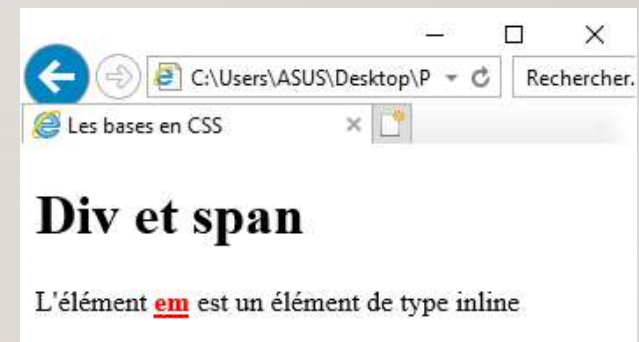 C:\Users\ASUS\Desktop\P
Rechercher.
Les bases en CSS
Div et span
L'élément em est un élément de type inline